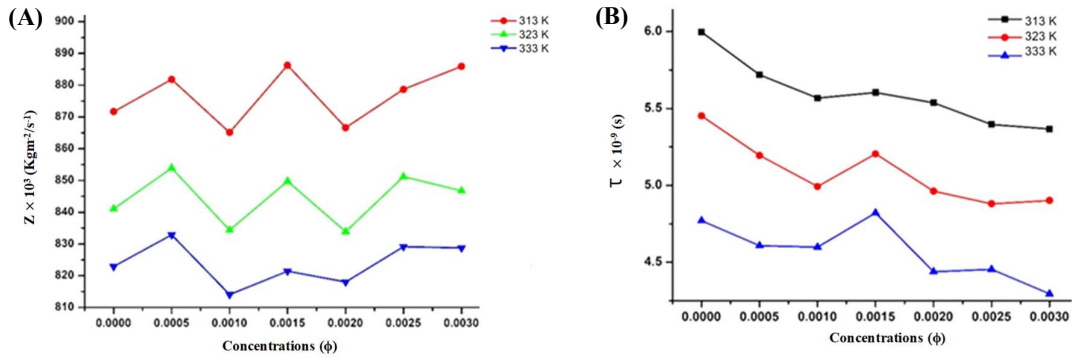 (A)
313 K
323 K
333 K
900
890
880
870
860
850
840
830
820
810
Z × 10³ (Kgm⁻²/s⁻¹)
0.0000 0.0005 0.0010 0.0015 0.0020 0.0025 0.0030
Concentrations (ϕ)
(B)
313 K
323 K
333 K
6.0
5.5
5.0
4.5
τ × 10⁻⁹ (s)
0.0000 0.0005 0.0010 0.0015 0.0020 0.0025 0.0030
Concentrations (ϕ)